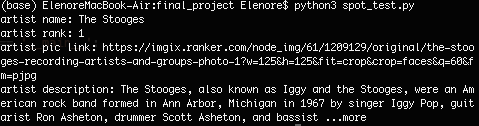 (base) ElenoreMacBook-Air:final_project Elenore$ python3 spot_test.py
artist name: The Stooges
artist rank: 1
artist pic link: https://imgix.ranker.com/node_img/61/1209129/original/the-stoo
ges-recording-artists-and-groups-photo-1?w=125&h=125&fit=crop&crop=faces&q=60&f
m=pjpg
artist description: The Stooges, also known as Iggy and the Stooges, were an Am
erican rock band formed in Ann Arbor, Michigan in 1967 by singer Iggy Pop, guit
arist Ron Asheton, drummer Scott Asheton, and bassist ...more